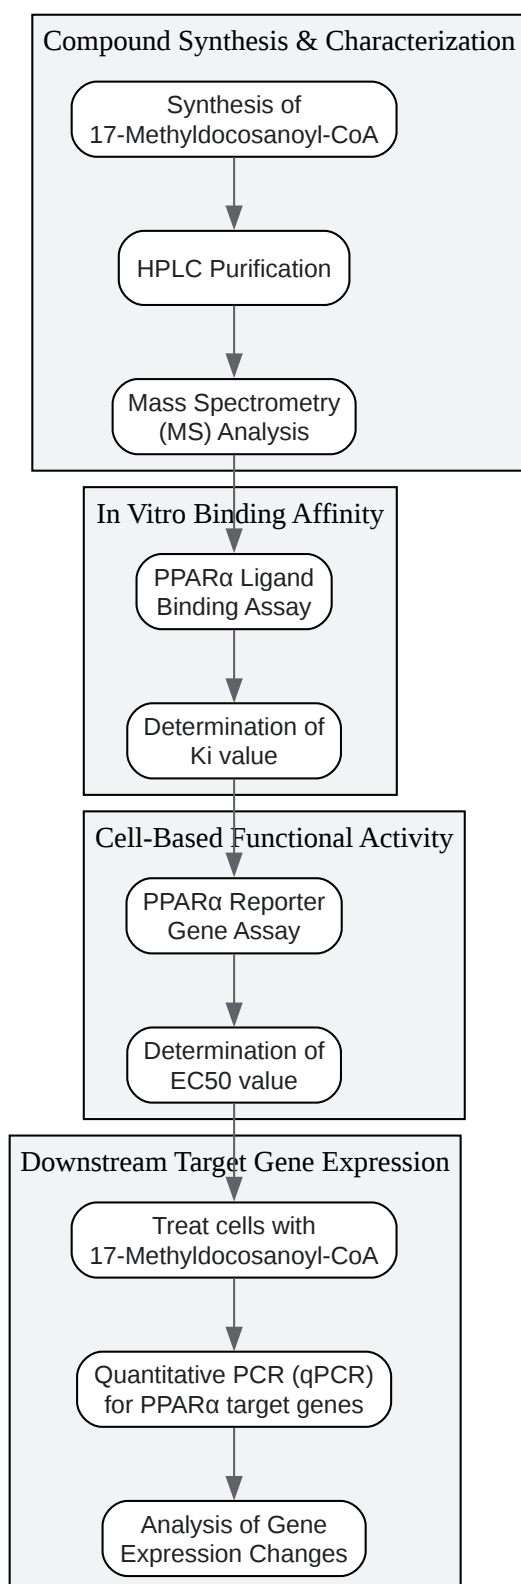 Compound Synthesis & Characterization
Synthesis of
17-Methyldocosanoyl-CoA
HPLC Purification
Mass Spectrometry
(MS) Analysis
In Vitro Binding Affinity
PPARα Ligand
Binding Assay
Determination of
Ki value
Cell-Based Functional Activity
PPARα Reporter
Gene Assay
Determination of
EC50 value
Downstream Target Gene Expression
Treat cells with
17-Methyldocosanoyl-CoA
Quantitative PCR (qPCR)
for PPARα target genes
Analysis of Gene
Expression Changes